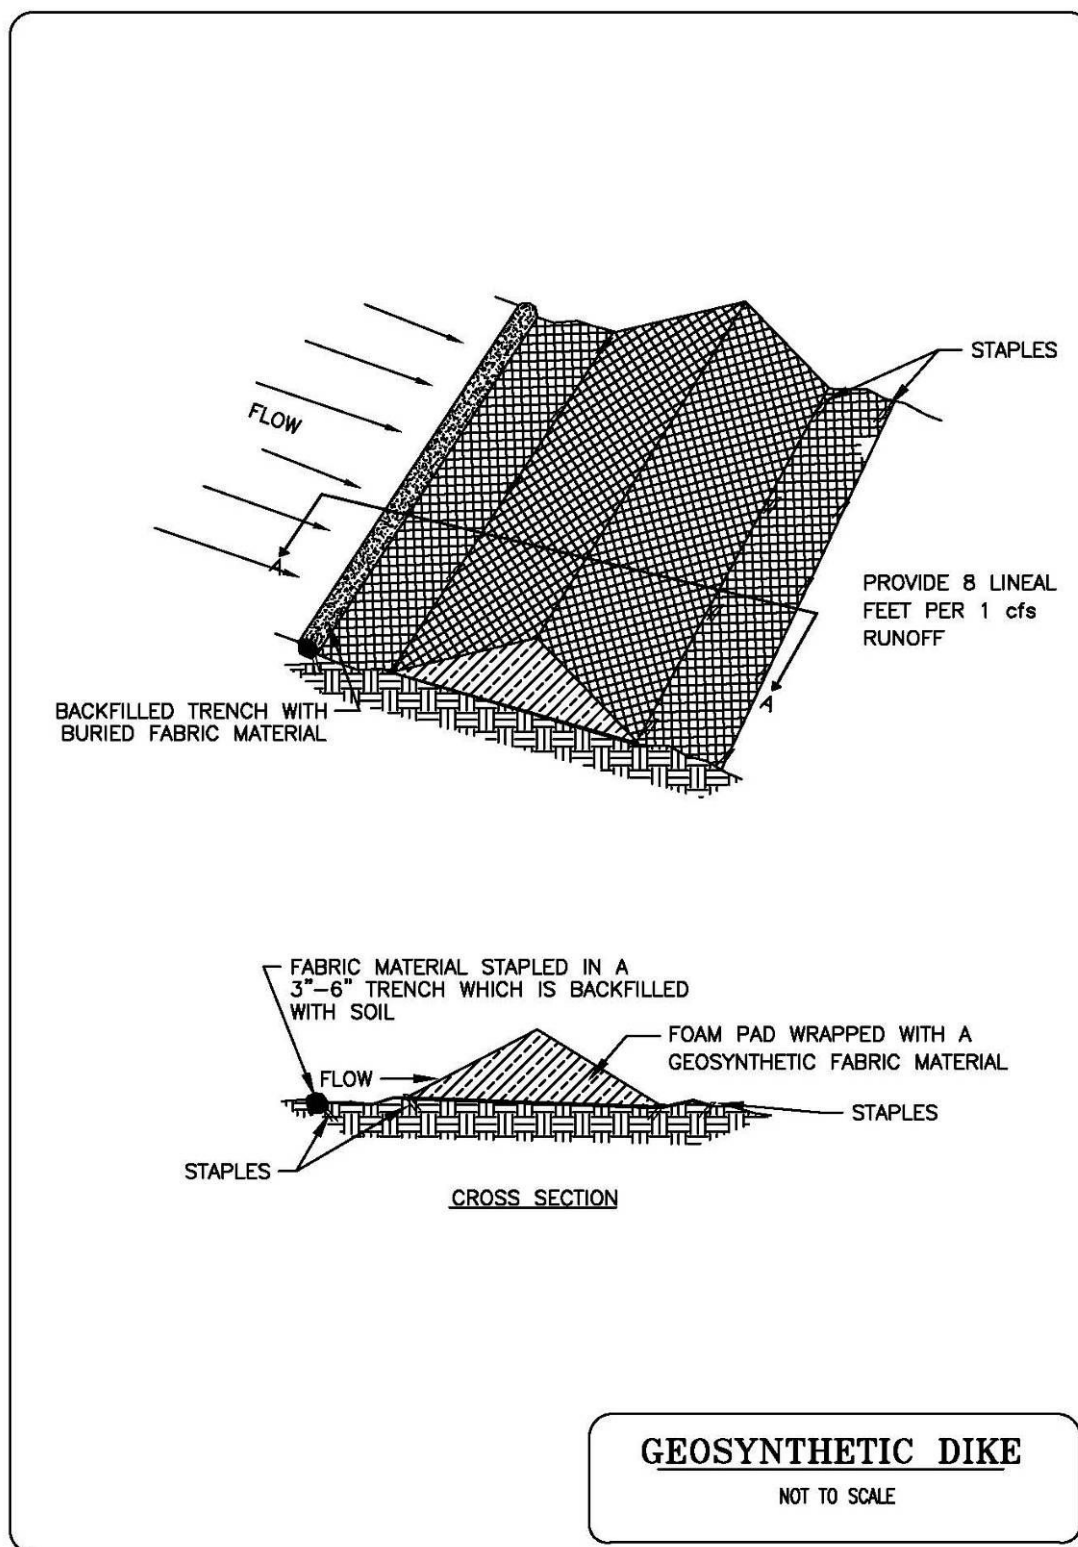 STAPLES
FLOW
A
PROVIDE 8 LINEAL
FEET PER 1 cfs
RUNOFF
A
BACKFILLED TRENCH WITH
BURIED FABRIC MATERIAL
FABRIC MATERIAL STAPLED IN A
3"-6" TRENCH WHICH IS BACKFILLED
WITH SOIL
FOAM PAD WRAPPED WITH A
GEOSYNTHETIC FABRIC MATERIAL
FLOW
STAPLES
STAPLES
CROSS SECTION
GEOSYNTHETIC DIKE
NOT TO SCALE